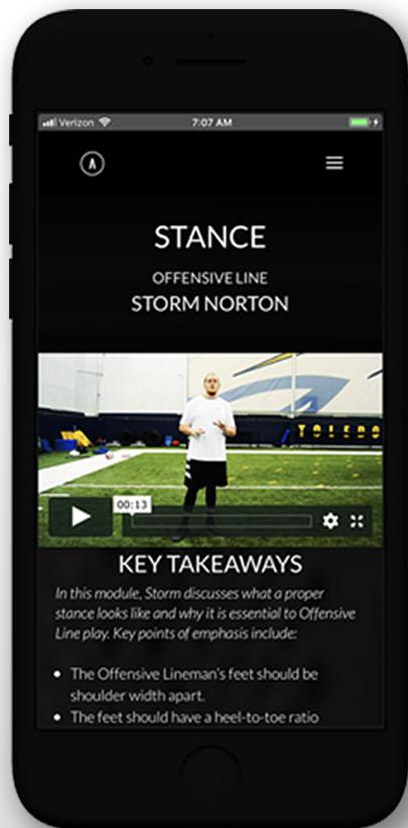 Verizon 7:07 AM
STANCE
OFFENSIVE LINE
STORM NORTON
TOLEDO
00:13
KEY TAKEAWAYS
In this module, Storm discusses what a proper
stance looks like and why it is essential to Offensive
Line play. Key points of emphasis include:
• The Offensive Lineman's feet should be
shoulder width apart.
• The feet should have a heel-to-toe ratio